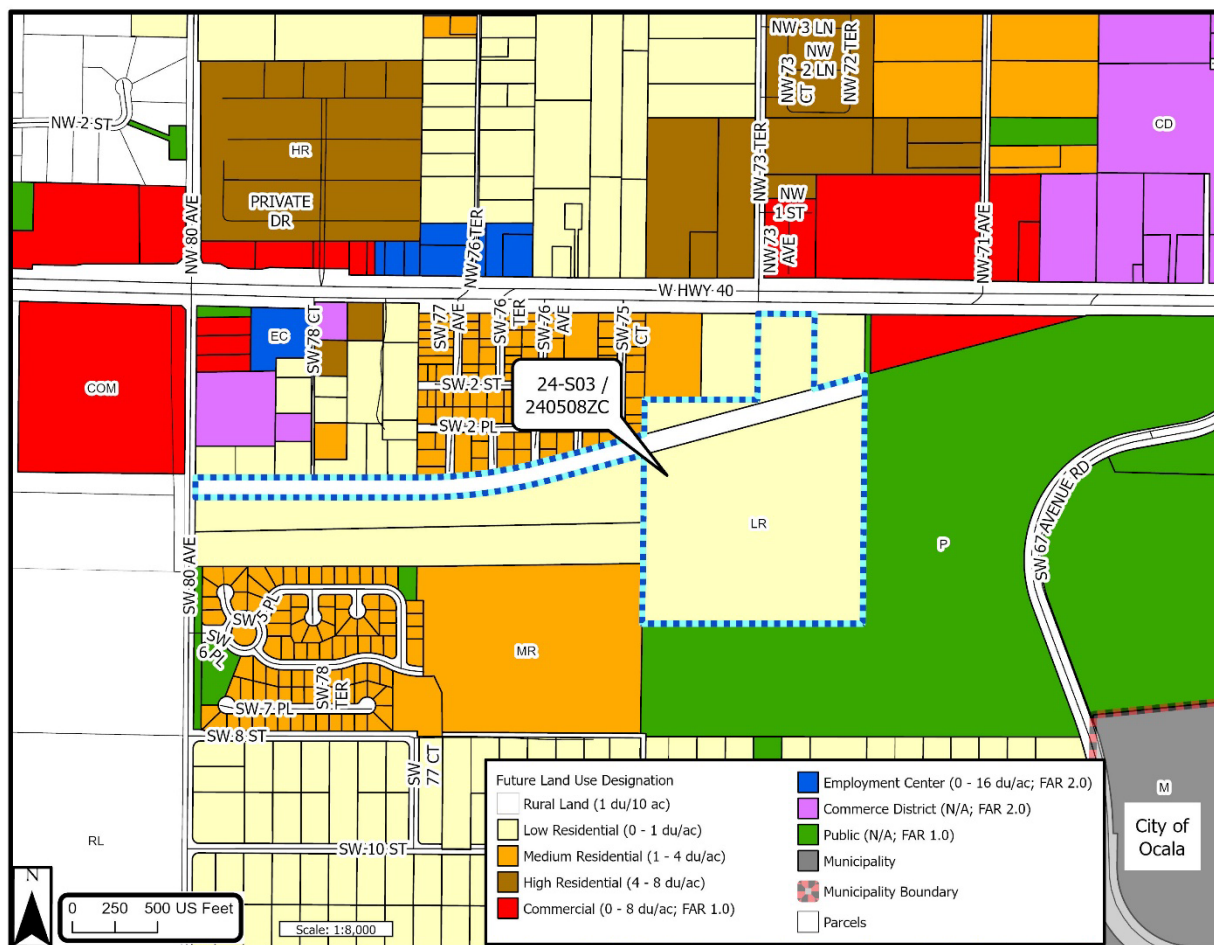 NW 3 LN
NW
2 LN
NW 73
CT
NW 72 TER
NW 2 ST
CD
HR
PRIVATE
DR
NW 80 AVE
NW 76 TER
NW 73 TER
NW
1 ST
NW 73
AVE
NW 71 AVE
W HWY 40
EC
SW 78 CT
SW 77
AVE
SW 76
TER
SW 76
AVE
SW 75
CT
COM
SW 2 ST
SW 2 PL
24-S03 /
240508ZC
LR
P
SW 67 AVENUE RD
SW 80 AVE
SW 5 PL
SW
6 PL
SW 78
TER
MR
SW 7 PL
SW 8 ST
SW
77 CT
SW 10 ST
RL
M
City of
Ocala
N
0 250 500 US Feet
Scale: 1:8,000
Future Land Use Designation
Rural Land (1 du/10 ac)
Low Residential (0 - 1 du/ac)
Medium Residential (1 - 4 du/ac)
High Residential (4 - 8 du/ac)
Commercial (0 - 8 du/ac; FAR 1.0)
Employment Center (0 - 16 du/ac; FAR 2.0)
Commerce District (N/A; FAR 2.0)
Public (N/A; FAR 1.0)
Municipality
Municipality Boundary
Parcels